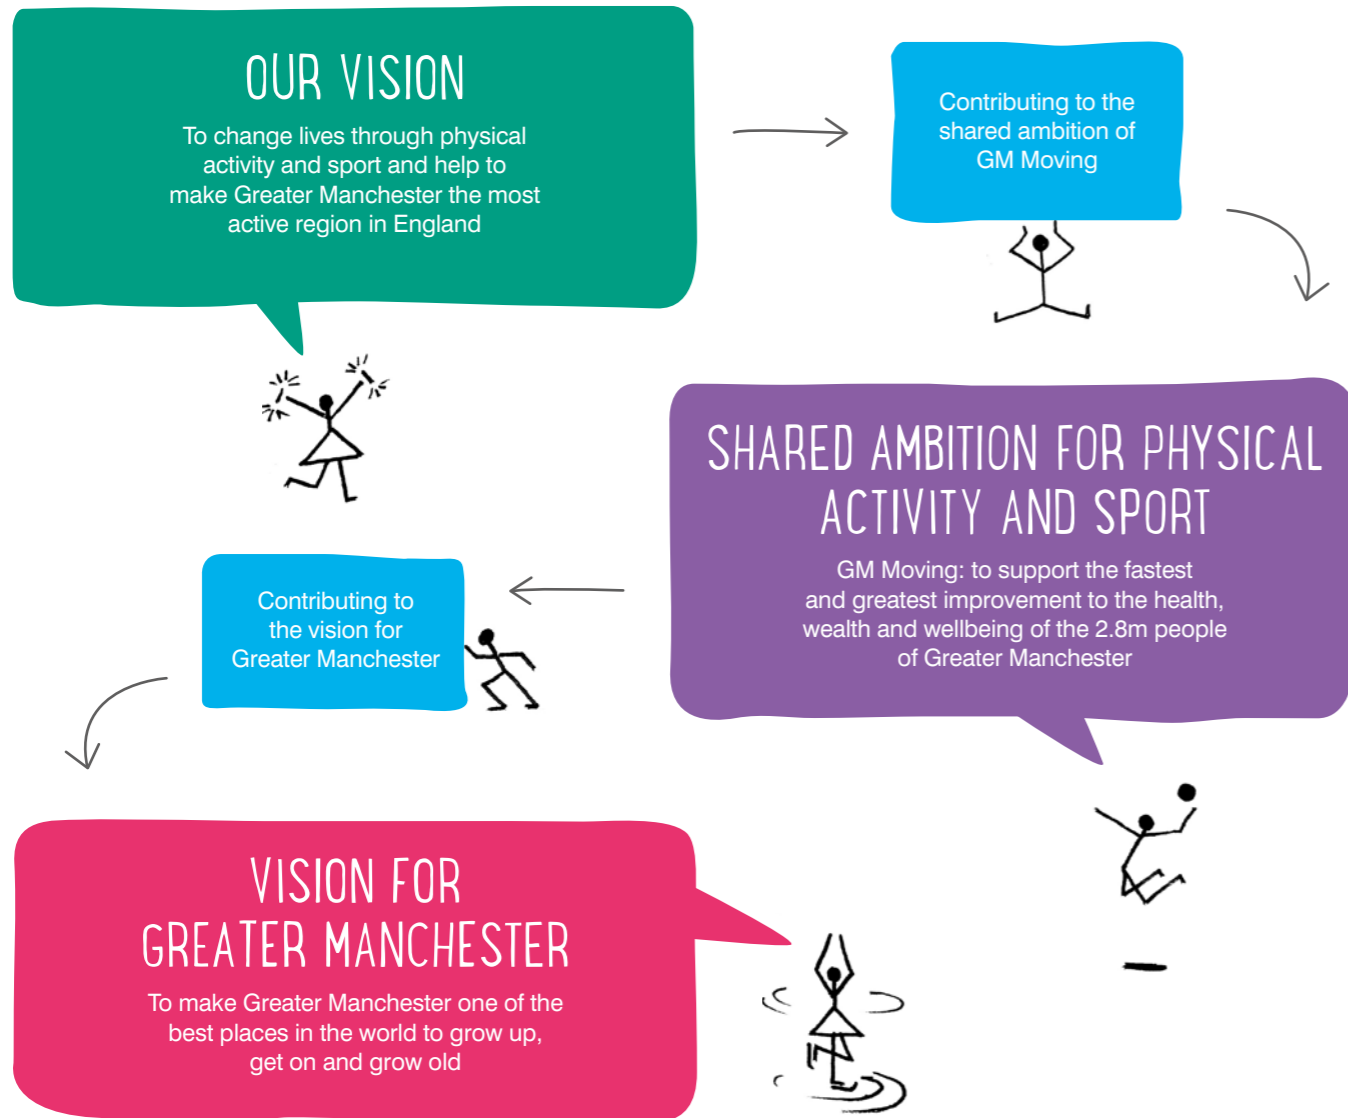 OUR VISION
To change lives through physical
activity and sport and help to
make Greater Manchester the most
active region in England
Contributing to the
shared ambition of
GM Moving
SHARED AMBITION FOR PHYSICAL
ACTIVITY AND SPORT
GM Moving: to support the fastest
and greatest improvement to the health,
wealth and wellbeing of the 2.8m people
of Greater Manchester
Contributing to
the vision for
Greater Manchester
VISION FOR
GREATER MANCHESTER
To make Greater Manchester one of the
best places in the world to grow up,
get on and grow old